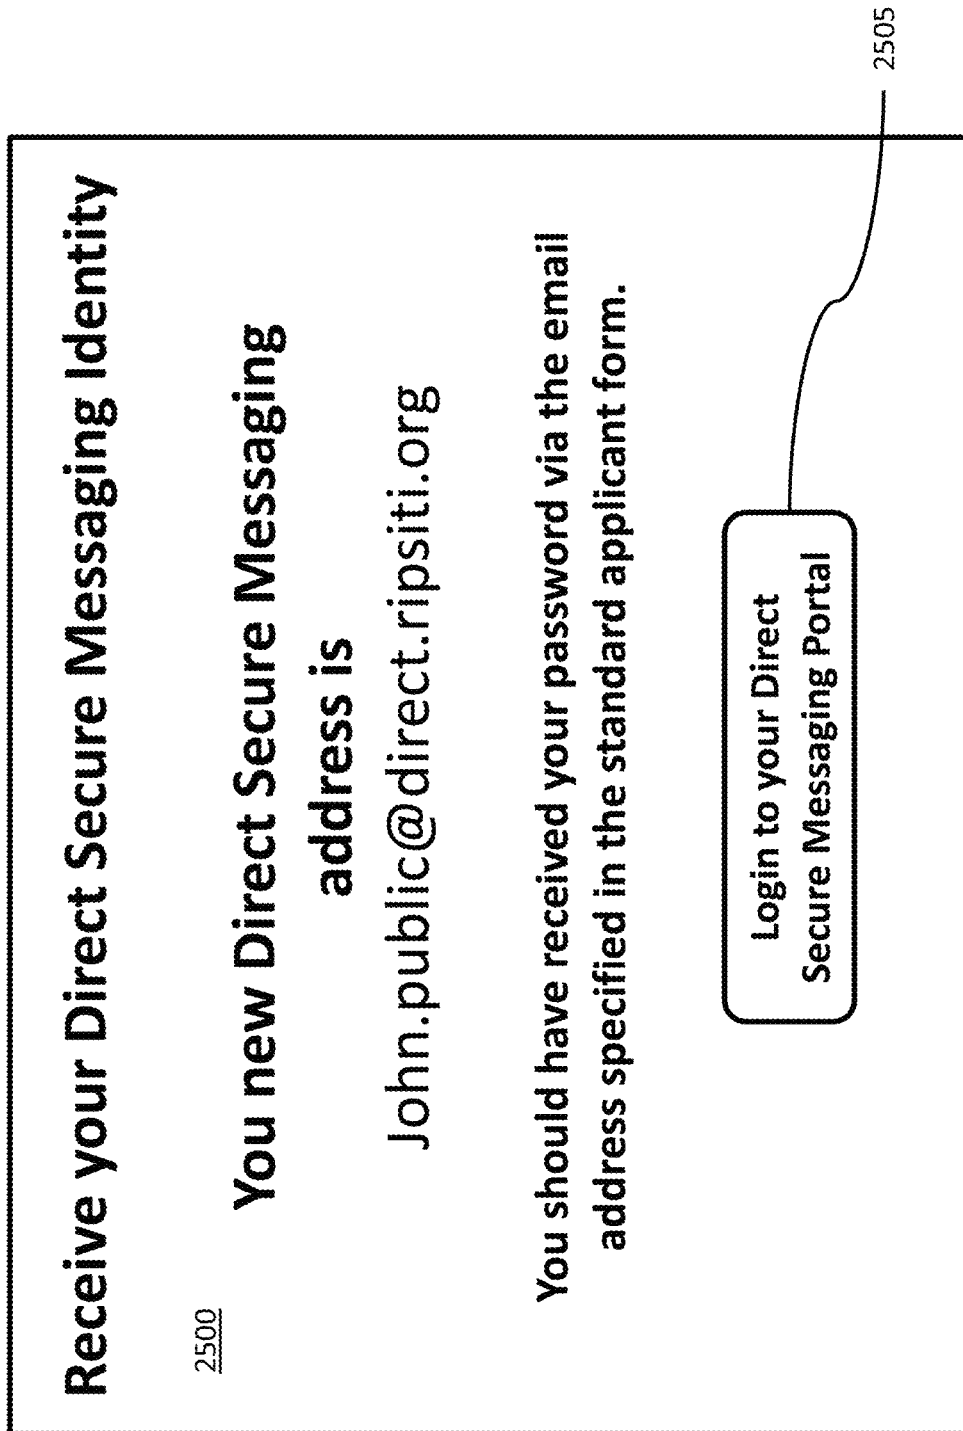 Receive your Direct Secure Messaging Identity
2500
You new Direct Secure Messaging
address is
John.public@direct.ripsiti.org
You should have received your password via the email
address specified in the standard applicant form.
Login to your Direct
Secure Messaging Portal
2505